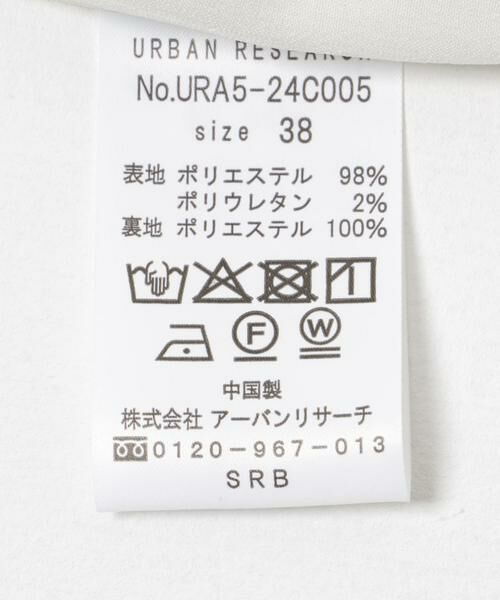 URBAN RESEARCH
No.URA5-24C005
size 38
表地 ポリエステル 98%
ポリウレタン 2%
裏地 ポリエステル 100%
F W
中国製
株式会社 アーバンリサーチ
0120-967-013
SRB